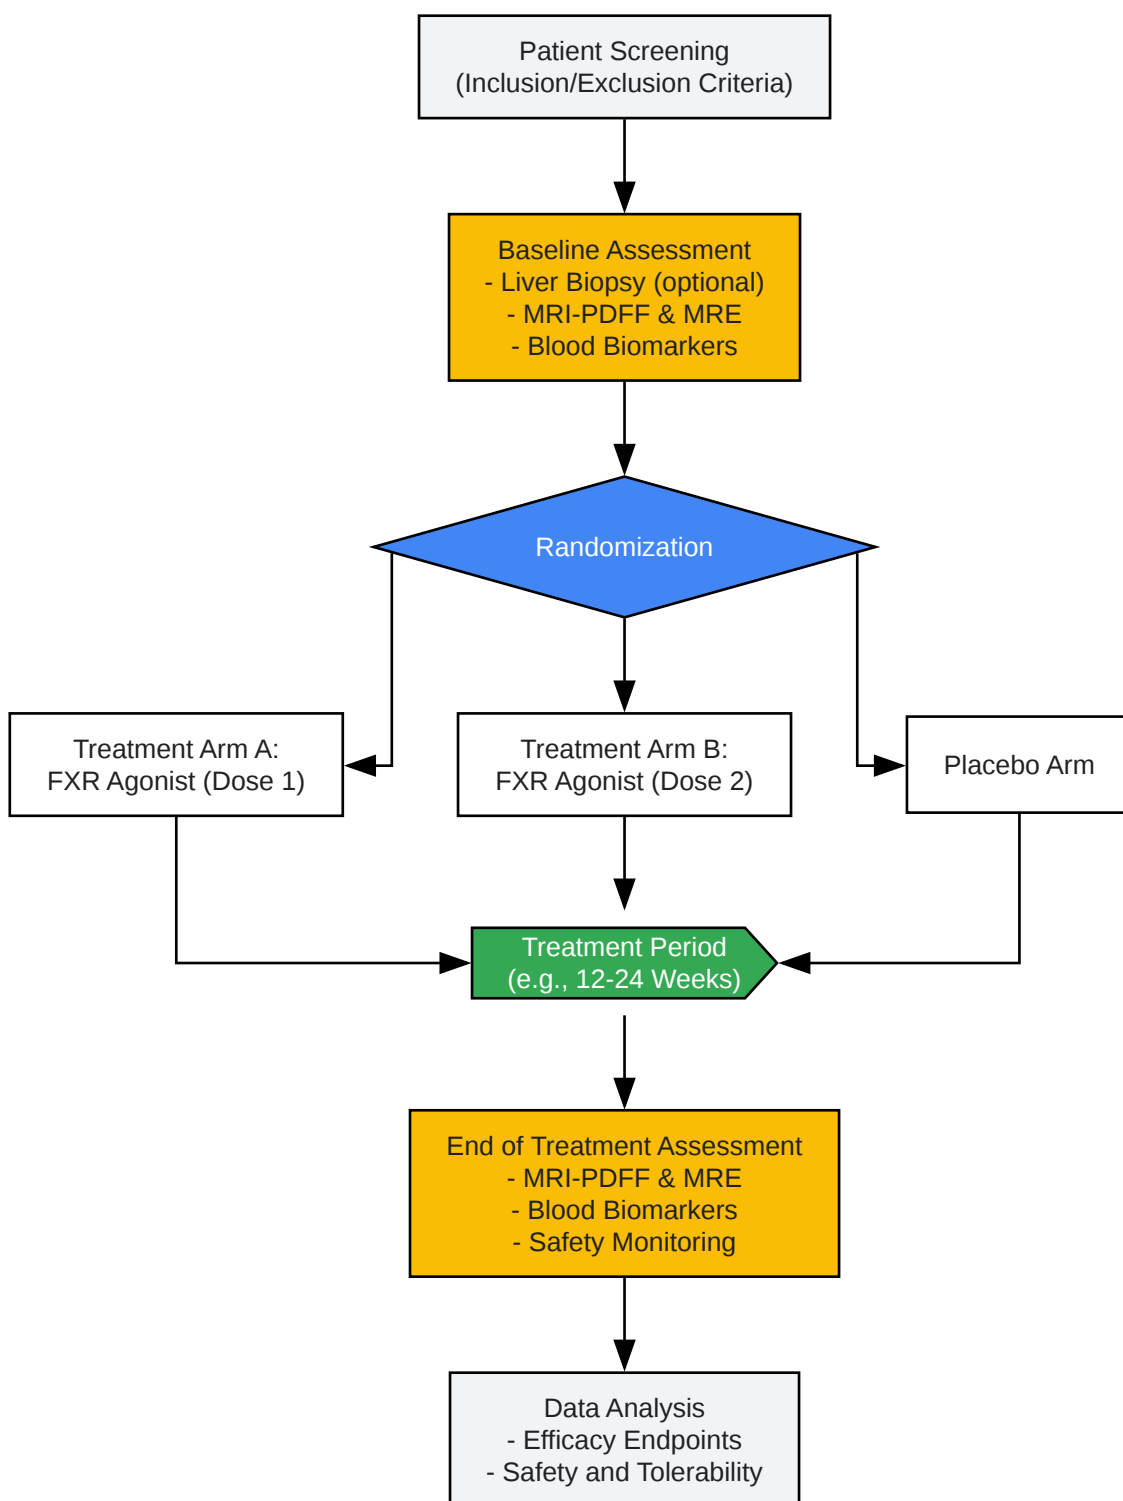 Patient Screening
(Inclusion/Exclusion Criteria)
Baseline Assessment
- Liver Biopsy (optional)
- MRI-PDFF & MRE
- Blood Biomarkers
Randomization
Treatment Arm A:
FXR Agonist (Dose 1)
Treatment Arm B:
FXR Agonist (Dose 2)
Placebo Arm
Treatment Period
(e.g., 12-24 Weeks)
End of Treatment Assessment
- MRI-PDFF & MRE
- Blood Biomarkers
- Safety Monitoring
Data Analysis
- Efficacy Endpoints
- Safety and Tolerability